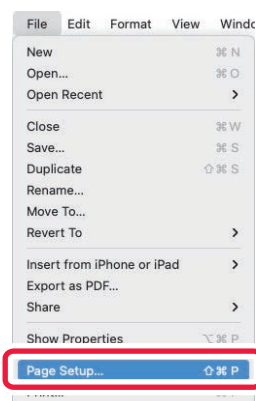 File Edit Format View Windo
New ⌘ N
Open... ⌘ O
Open Recent >
Close ⌘ W
Save... ⌘ S
Duplicate ⇧ ⌘ S
Rename...
Move To...
Revert To >
Insert from iPhone or iPad >
Export as PDF...
Share >
Show Properties ⌥ ⌘ P
Page Setup... ⇧ ⌘ P